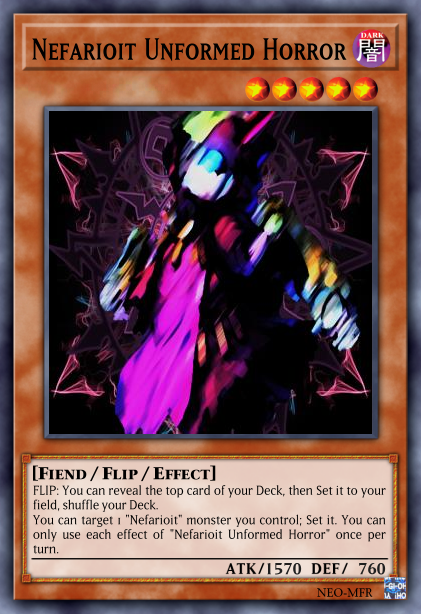 Nefarioit Unformed Horror
DARK
闇
[Fiend / Flip / Effect]
FLIP: You can reveal the top card of your Deck, then Set it to your
field, shuffle your Deck.
You can target 1 "Nefarioit" monster you control; Set it. You can
only use each effect of "Nefarioit Unformed Horror" once per
turn.
ATK/1570 DEF/ 760
NEO-MFR